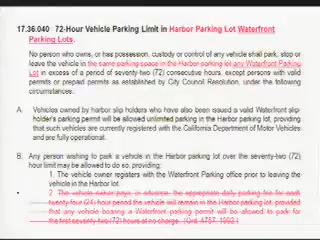 17.36.040 72-Hour Vehicle Parking Limit in Harbor Parking Lot Waterfront
Parking Lots.
No person who owns, or has possession, custody or control of any vehicle shall park, stop or
leave the vehicle in the same parking space in the Harbor parking lot any Waterfront Parking
Lot in excess of a period of seventy-two (72) consecutive hours, except persons with valid
permits or prepaid permits as established by City Council Resolution, under the following
circumstances:
A. Vehicles owned by harbor slip holders who have also been issued a valid Waterfront slip
holder's parking permit will be allowed unlimited parking in the Harbor parking lot, providing
that such vehicles are currently registered with the California Department of Motor Vehicles
and are fully operational.
B. Any person wishing to park a vehicle in the Harbor parking lot over the seventy-two (72)
hour limit may be allowed to do so, providing:
1. The vehicle owner registers with the Waterfront Parking office prior to leaving the
vehicle in the Harbor lot.
2. The vehicle owner pays, in advance, the appropriate daily parking fee for each
twenty four (24) hour period the vehicle will remain in the Harbor parking lot, provided
that any vehicle bearing a Waterfront parking permit will be allowed to park for
the first seventy-two (72) hours at no charge. (Ord. 4757, 1992.)